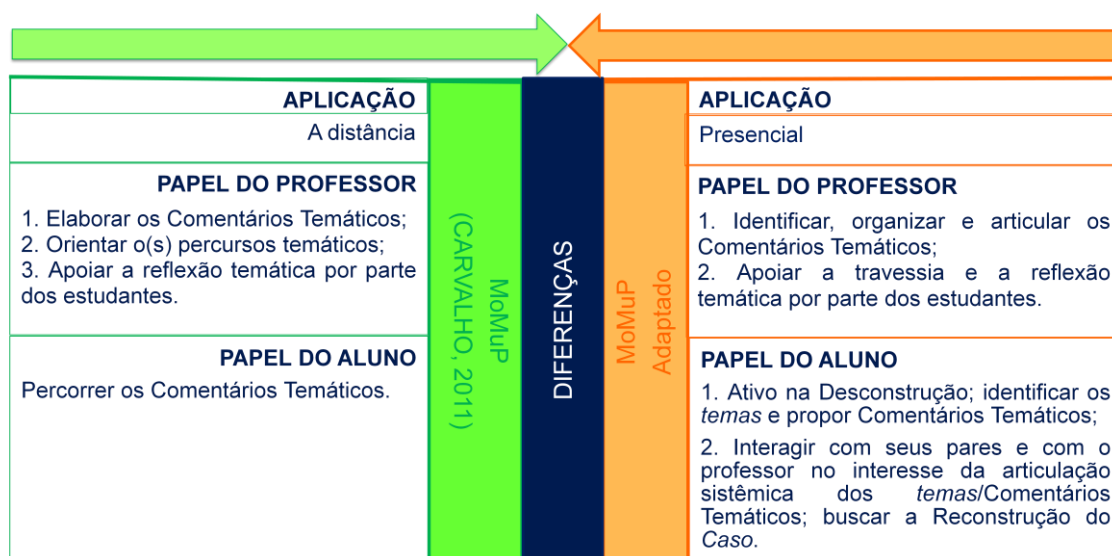 APLICAÇÃO
A distância
PAPEL DO PROFESSOR
1. Elaborar os Comentários Temáticos;
2. Orientar o(s) percursos temáticos;
3. Apoiar a reflexão temática por parte
dos estudantes.
PAPEL DO ALUNO
Percorrer os Comentários Temáticos.
MoMuP
(CARVALHO, 2011)
DIFERENÇAS
MoMuP
Adaptado
APLICAÇÃO
Presencial
PAPEL DO PROFESSOR
1. Identificar, organizar e articular os
Comentários Temáticos;
2. Apoiar a travessia e a reflexão
temática por parte dos estudantes.
PAPEL DO ALUNO
1. Ativo na Desconstrução; identificar os
temas e propor Comentários Temáticos;
2. Interagir com seus pares e com o
professor no interesse da articulação
sistêmica dos temas/Comentários
Temáticos; buscar a Reconstrução do
Caso.